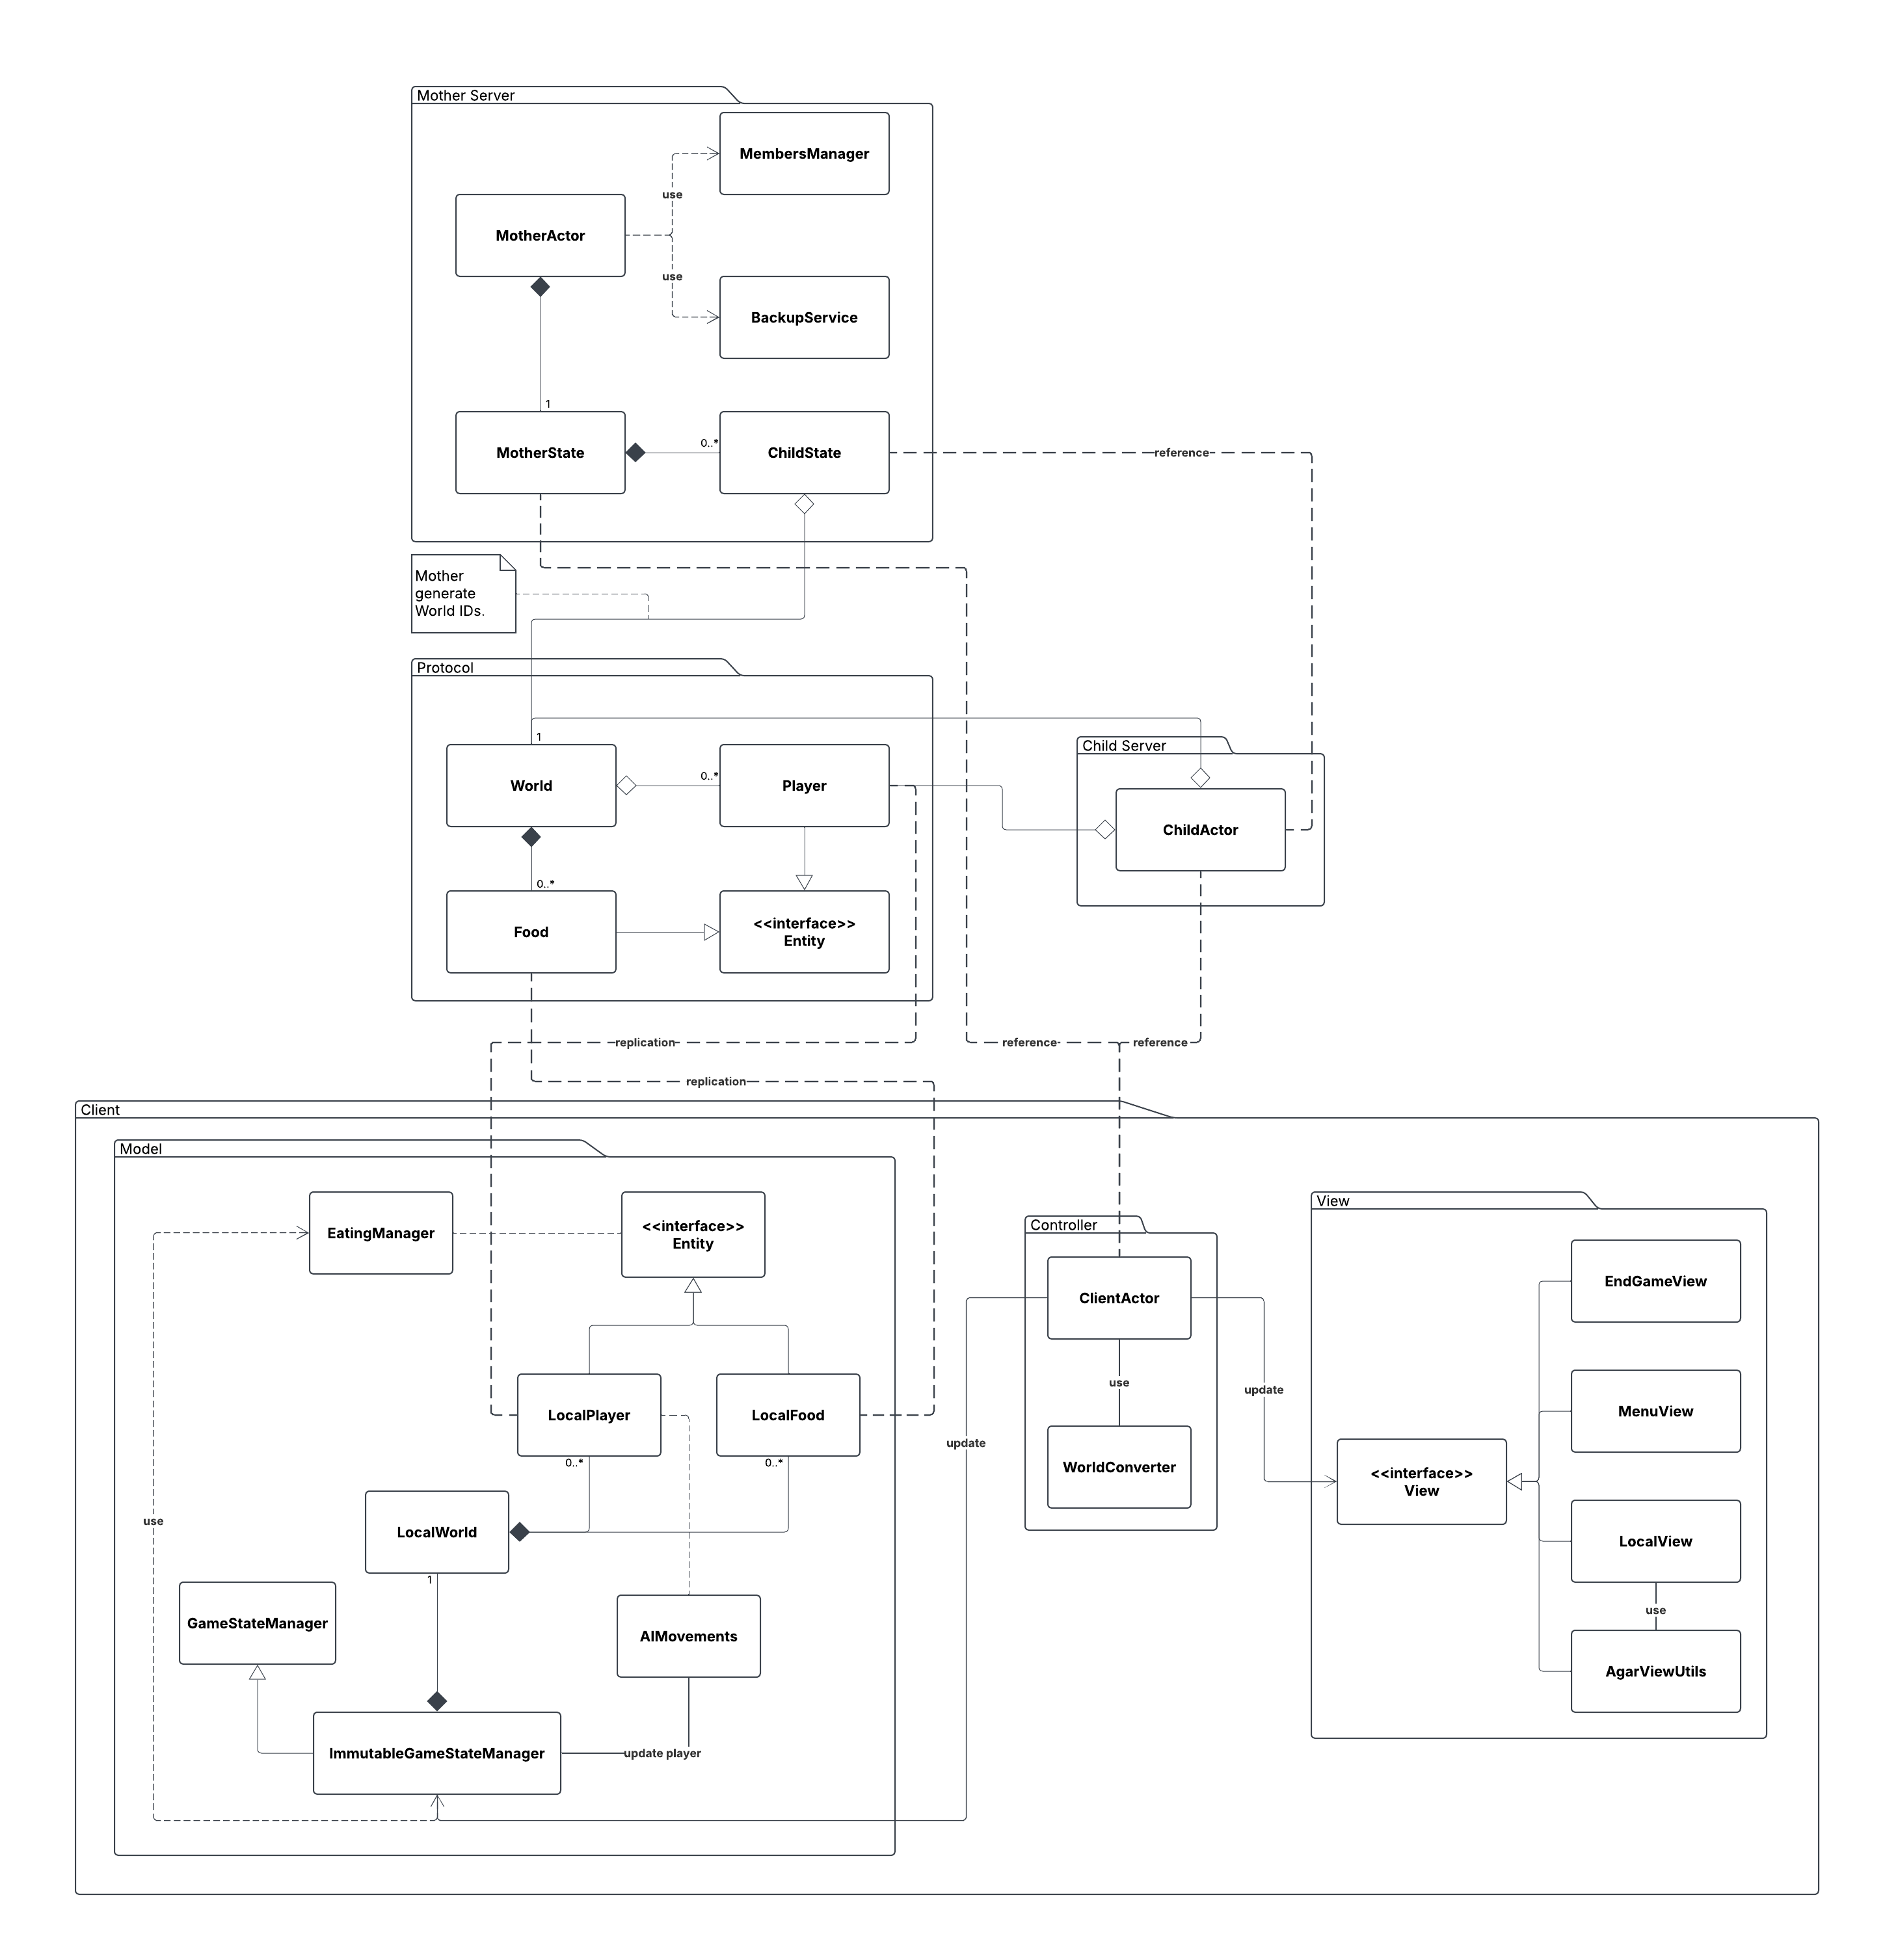 Mother Server
MembersManager
use
MotherActor
use
BackupService
1
MotherState
0..*
ChildState
reference
Mother
generate
World IDs.
Protocol
1
World
0..*
Player
Child Server
ChildActor
0..*
Food
<<interface>>
Entity
replication
reference
reference
replication
Client
Model
EatingManager
<<interface>>
Entity
LocalPlayer
LocalFood
0..*
0..*
LocalWorld
1
use
GameStateManager
AIMovements
ImmutableGameStateManager
update player
update
Controller
ClientActor
use
WorldConverter
update
View
EndGameView
MenuView
<<interface>>
View
LocalView
use
AgarViewUtils